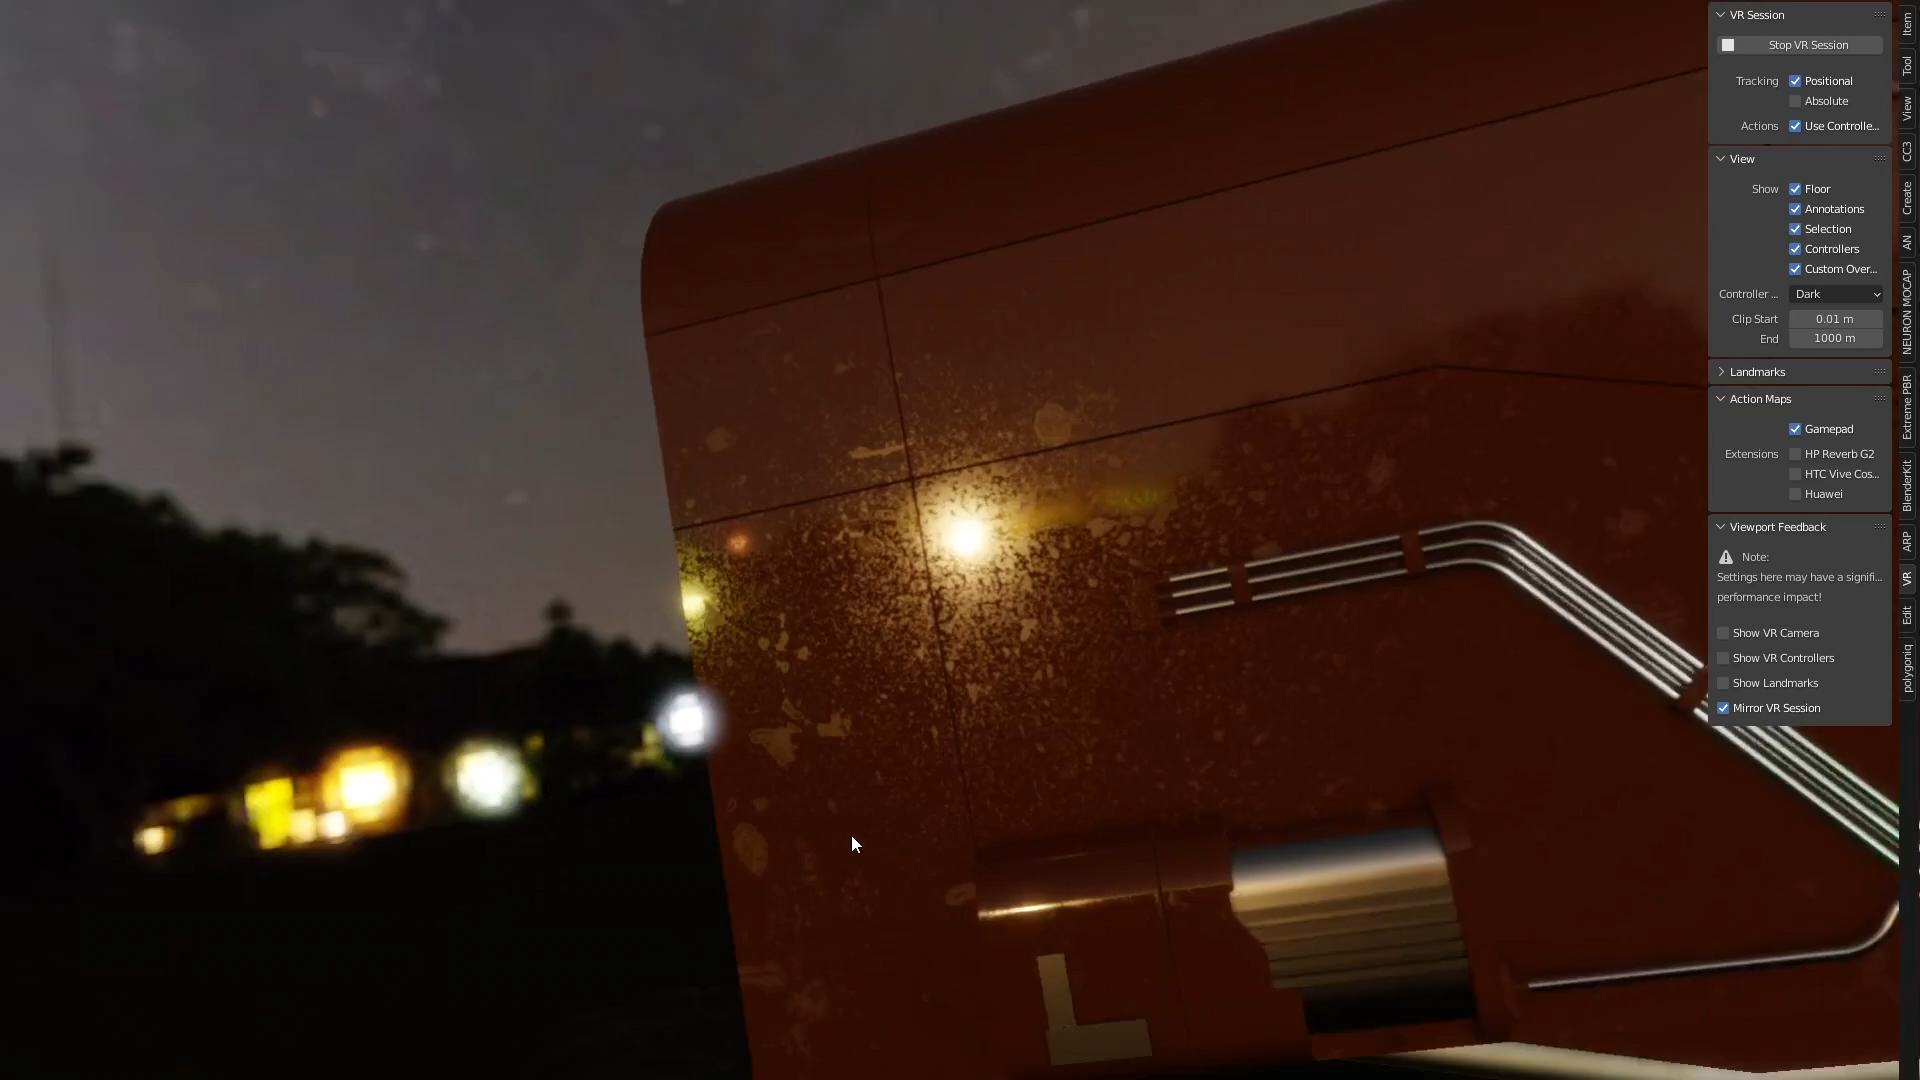 VR Session
Stop VR Session
Tracking Positional
Absolute
Actions Use Controlle...
View
Show Floor
Annotations
Selection
Controllers
Custom Over...
Controller ... Dark
Clip Start 0.01 m
End 1000 m
Landmarks
Action Maps
Gamepad
Extensions HP Reverb G2
HTC Vive Cos...
Huawei
Viewport Feedback
Note:
Settings here may have a signifi...
performance impact!
Show VR Camera
Show VR Controllers
Show Landmarks
Mirror VR Session
Item
Tool
View
CC3
Create
AN
NEURON MOCAP
Extreme PBR
BlenderKit
ARP
VR
Edit
polygoniq
L